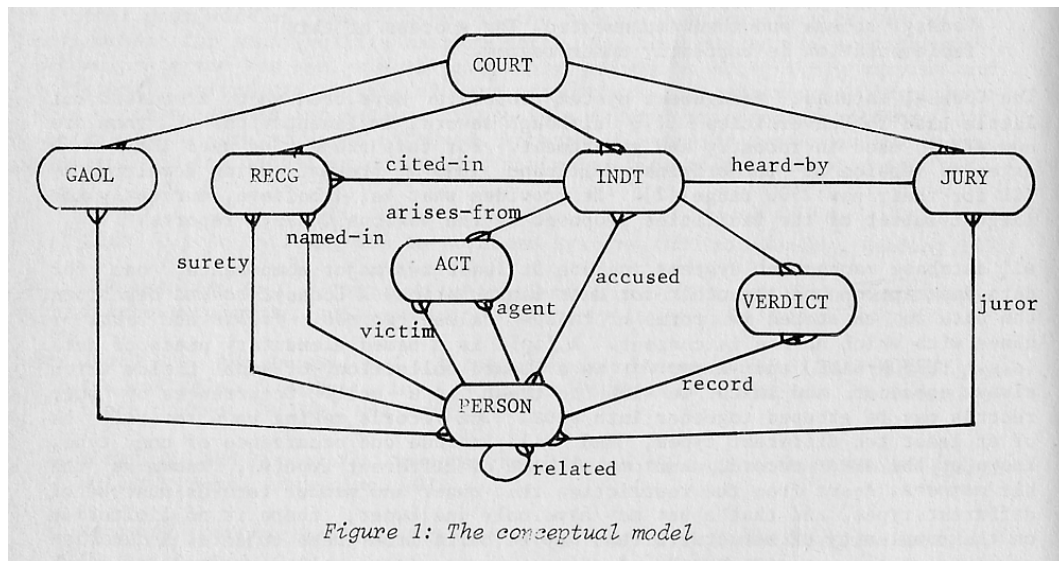 COURT
GAOL
RECG
cited-in
INDT
heard-by
JURY
arises-from
named-in
surety
ACT
accused
VERDICT
juror
victim
agent
record
PERSON
related
Figure 1: The conceptual model